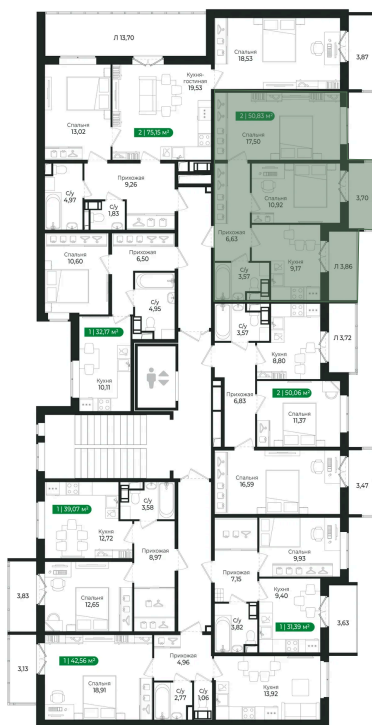 Л 13,70
Спальня
18,53
3,87
Кухня-
гостиная
19,53
Спальня
13,02
2 | 75,15 м²
2 | 50,83 м²
Спальня
17,50
Прихожая
9,26
С/у
4,97
С/у
1,83
Спальня
10,92
3,70
Прихожая
6,63
Кухня
9,17
Л 3,86
С/у
3,57
Прихожая
6,50
Спальня
10,60
С/у
4,95
С/у
3,57
Кухня
8,80
Л 3,72
1 | 32,17 м²
Кухня
10,11
Прихожая
6,83
2 | 50,06 м²
Спальня
11,37
Спальня
16,59
3,47
1 | 39,07 м²
С/у
3,58
Кухня
12,72
Прихожая
8,97
Спальня
9,93
Прихожая
7,15
Кухня
9,40
3,83
Спальня
12,65
С/у
3,82
1 | 31,39 м²
3,63
3,13
1 | 42,56 м²
Спальня
18,91
Прихожая
4,96
С/у
2,77
С/у
1,06
Кухня
13,92